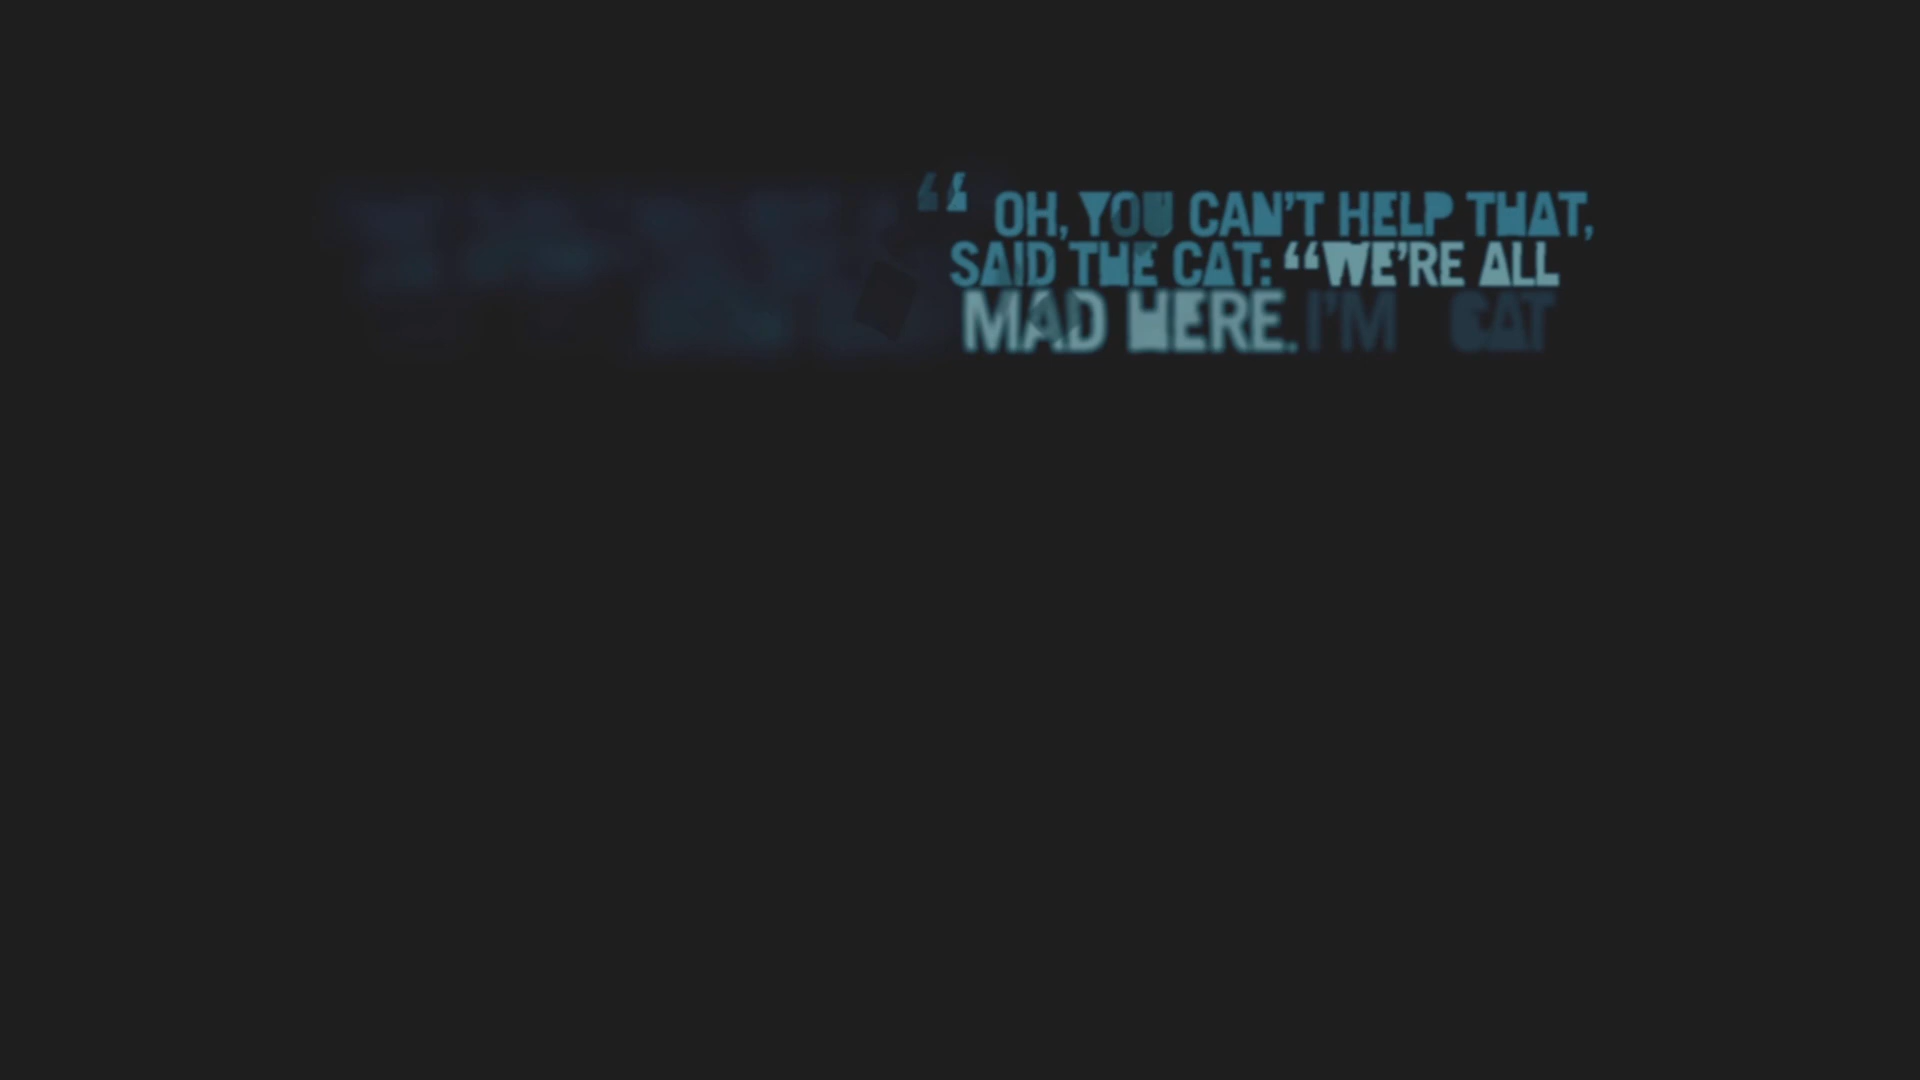 “ OH, YOU CAN’T HELP THAT,
SAID THE CAT: “WE’RE ALL
MAD HERE. I’M CAT